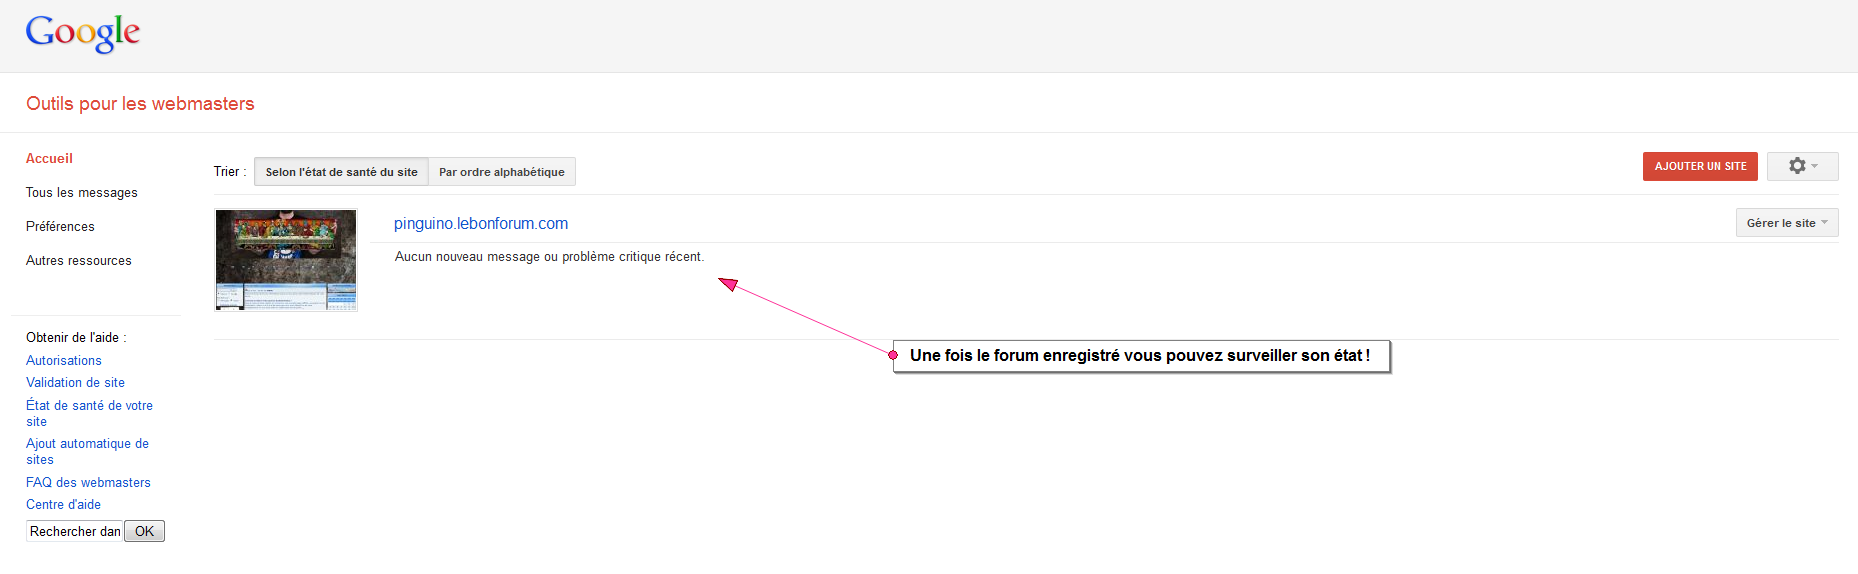 Google
Outils pour les webmasters
Accueil
Tous les messages
Préférences
Autres ressources
Obtenir de l'aide :
Autorisations
Validation de site
État de santé de votre
site
Ajout automatique de
sites
FAQ des webmasters
Centre d'aide
Rechercher dan OK
Trier : Selon l'état de santé du site Par ordre alphabétique
AJOUTER UN SITE
pinguino.lebonforum.com
Gérer le site
Aucun nouveau message ou problème critique récent.
Une fois le forum enregistré vous pouvez surveiller son état !